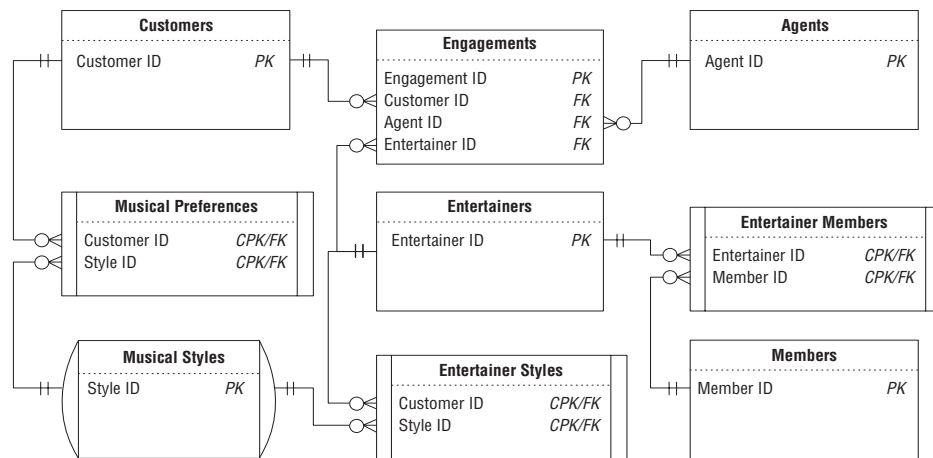 Customers
Customer ID PK
Engagements
Engagement ID PK
Customer ID FK
Agent ID FK
Entertainer ID FK
Agents
Agent ID PK
Musical Preferences
Customer ID CPK/FK
Style ID CPK/FK
Entertainers
Entertainer ID PK
Entertainer Members
Entertainer ID CPK/FK
Member ID CPK/FK
Musical Styles
Style ID PK
Entertainer Styles
Customer ID CPK/FK
Style ID CPK/FK
Members
Member ID PK